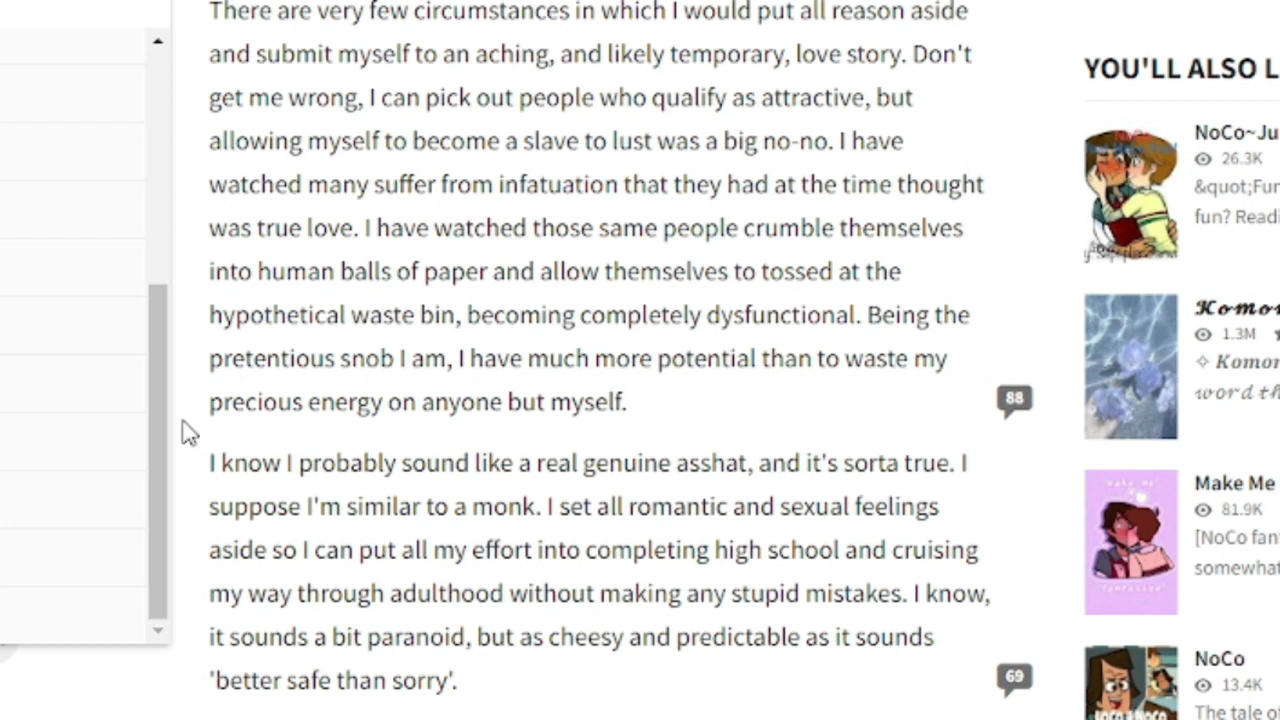 There are very few circumstances in which I would put all reason aside
and submit myself to an aching, and likely temporary, love story. Don't
get me wrong, I can pick out people who qualify as attractive, but
allowing myself to become a slave to lust was a big no-no. I have
watched many suffer from infatuation that they had at the time thought
was true love. I have watched those same people crumble themselves
into human balls of paper and allow themselves to tossed at the
hypothetical waste bin, becoming completely dysfunctional. Being the
pretentious snob I am, I have much more potential than to waste my
precious energy on anyone but myself.
88
I know I probably sound like a real genuine asshat, and it's sorta true. I
suppose I'm similar to a monk. I set all romantic and sexual feelings
aside so I can put all my effort into completing high school and cruising
my way through adulthood without making any stupid mistakes. I know,
it sounds a bit paranoid, but as cheesy and predictable as it sounds
'better safe than sorry'.
69
YOU'LL ALSO L
NoCo~Ju
26.3K
&quot;Fun
fun? Readi
𝓚𝓸𝓶𝓸𝓻
1.3M
✧ Komor
word th
Make Me
81.9K
[NoCo fan
somewhat
NoCo
13.4K
The tale of